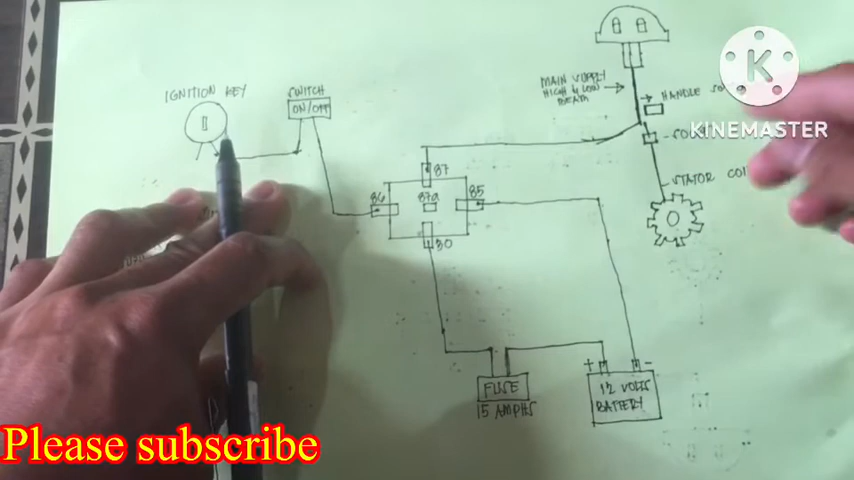 IGNITION KEY
SWITCH
ON/OFF
MAIN SUPPLY
HIGH & LOW
BEAM
HANDLE
K
KINEMASTER
87
86
87a
85
STATOR
30
+
-
FUSE
15 AMPHS
12 VOLTS
BATTERY
Please subscribe